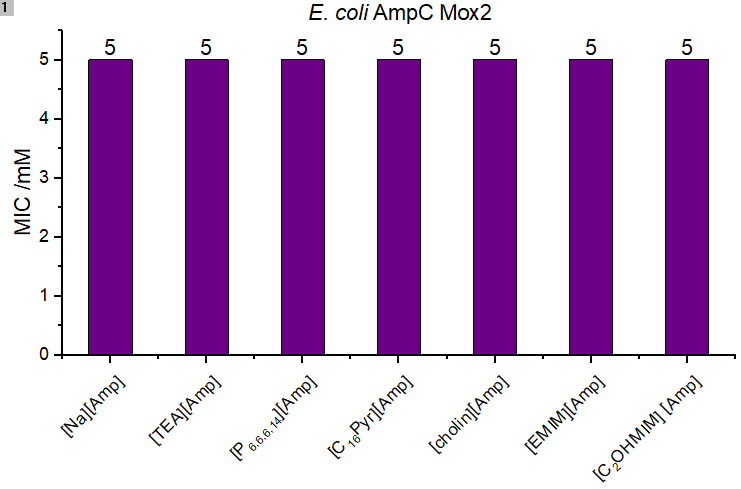 1
E. coli AmpC Mox2
5 5 5 5 5 5 5
5
4
3
2
1
0
MIC /mM
[Na][Amp]
[TEA][Amp]
[P6,6,6,14][Amp]
[C16Pyr][Amp]
[cholin][Amp]
[EMIM][Amp]
[C2OHMIM] [Amp]